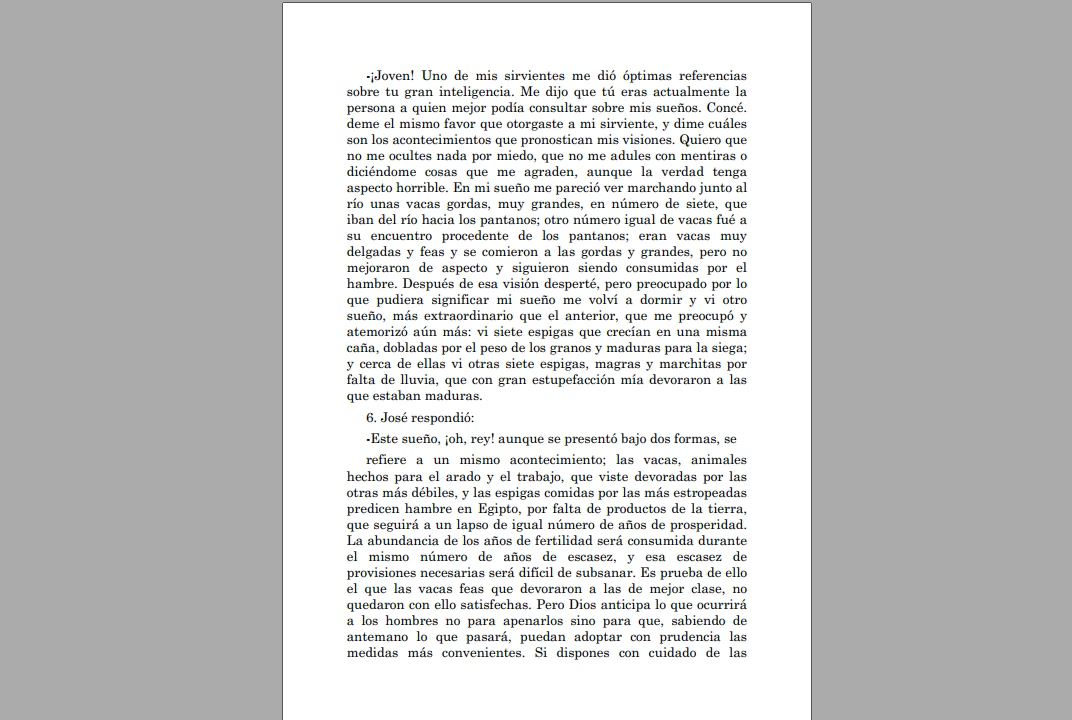 -¡Joven! Uno de mis sirvientes me dió óptimas referencias
sobre tu gran inteligencia. Me dijo que tú eras actualmente la
persona a quien mejor podía consultar sobre mis sueños. Concé.
deme el mismo favor que otorgaste a mi sirviente, y dime cuáles
son los acontecimientos que pronostican mis visiones. Quiero que
no me ocultes nada por miedo, que no me adules con mentiras o
diciéndome cosas que me agraden, aunque la verdad tenga
aspecto horrible. En mi sueño me pareció ver marchando junto al
río unas vacas gordas, muy grandes, en número de siete, que
iban del río hacia los pantanos; otro número igual de vacas fué a
su encuentro procedente de los pantanos; eran vacas muy
delgadas y feas y se comieron a las gordas y grandes, pero no
mejoraron de aspecto y siguieron siendo consumidas por el
hambre. Después de esa visión desperté, pero preocupado por lo
que pudiera significar mi sueño me volví a dormir y vi otro
sueño, más extraordinario que el anterior, que me preocupó y
atemorizó aún más: vi siete espigas que crecían en una misma
caña, dobladas por el peso de los granos y maduras para la siega;
y cerca de ellas vi otras siete espigas, magras y marchitas por
falta de lluvia, que con gran estupefacción mía devoraron a las
que estaban maduras.
6. José respondió:
-Este sueño, ¡oh, rey! aunque se presentó bajo dos formas, se
refiere a un mismo acontecimiento; las vacas, animales
hechos para el arado y el trabajo, que viste devoradas por las
otras más débiles, y las espigas comidas por las más estropeadas
predicen hambre en Egipto, por falta de productos de la tierra,
que seguirá a un lapso de igual número de años de prosperidad.
La abundancia de los años de fertilidad será consumida durante
el mismo número de años de escasez, y esa escasez de
provisiones necesarias será difícil de subsanar. Es prueba de ello
el que las vacas feas que devoraron a las de mejor clase, no
quedaron con ello satisfechas. Pero Dios anticipa lo que ocurrirá
a los hombres no para apenarlos sino para que, sabiendo de
antemano lo que pasará, puedan adoptar con prudencia las
medidas más convenientes. Si dispones con cuidado de las